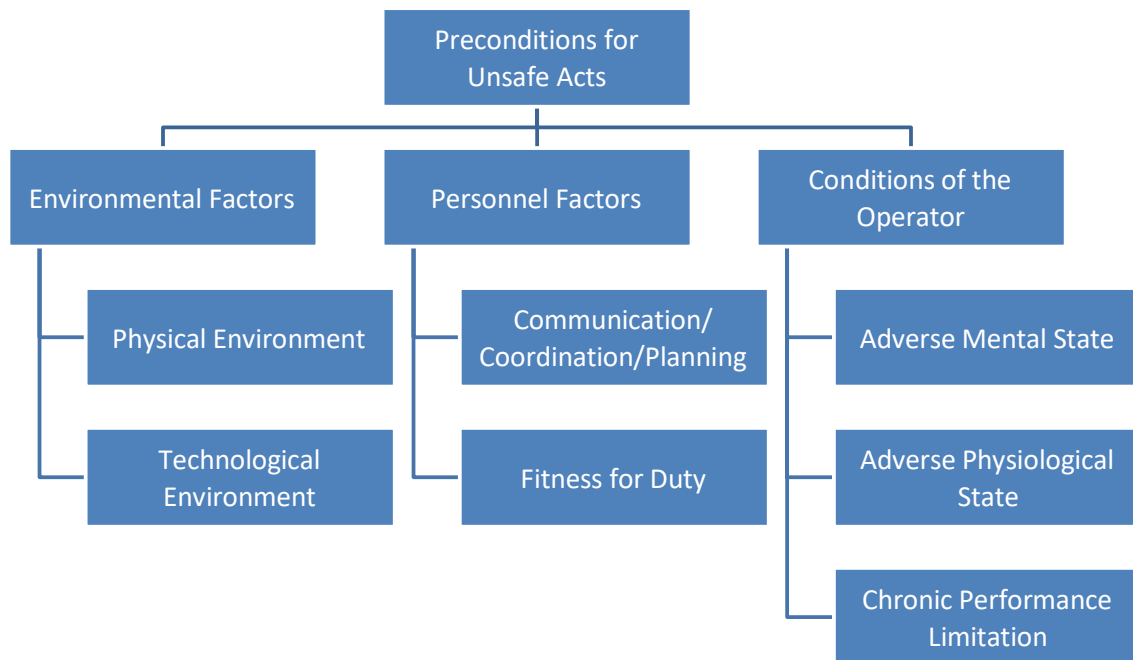 Preconditions for
Unsafe Acts
Environmental Factors
Physical Environment
Technological
Environment
Personnel Factors
Communication/
Coordination/Planning
Fitness for Duty
Conditions of the
Operator
Adverse Mental State
Adverse Physiological
State
Chronic Performance
Limitation